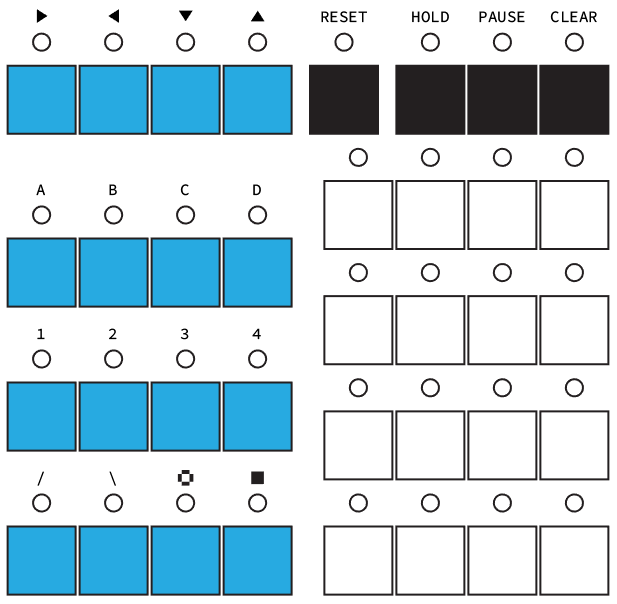 ▶ ◀ ▼ ▲ RESET HOLD PAUSE CLEAR
A B C D
1 2 3 4
/ \ ■